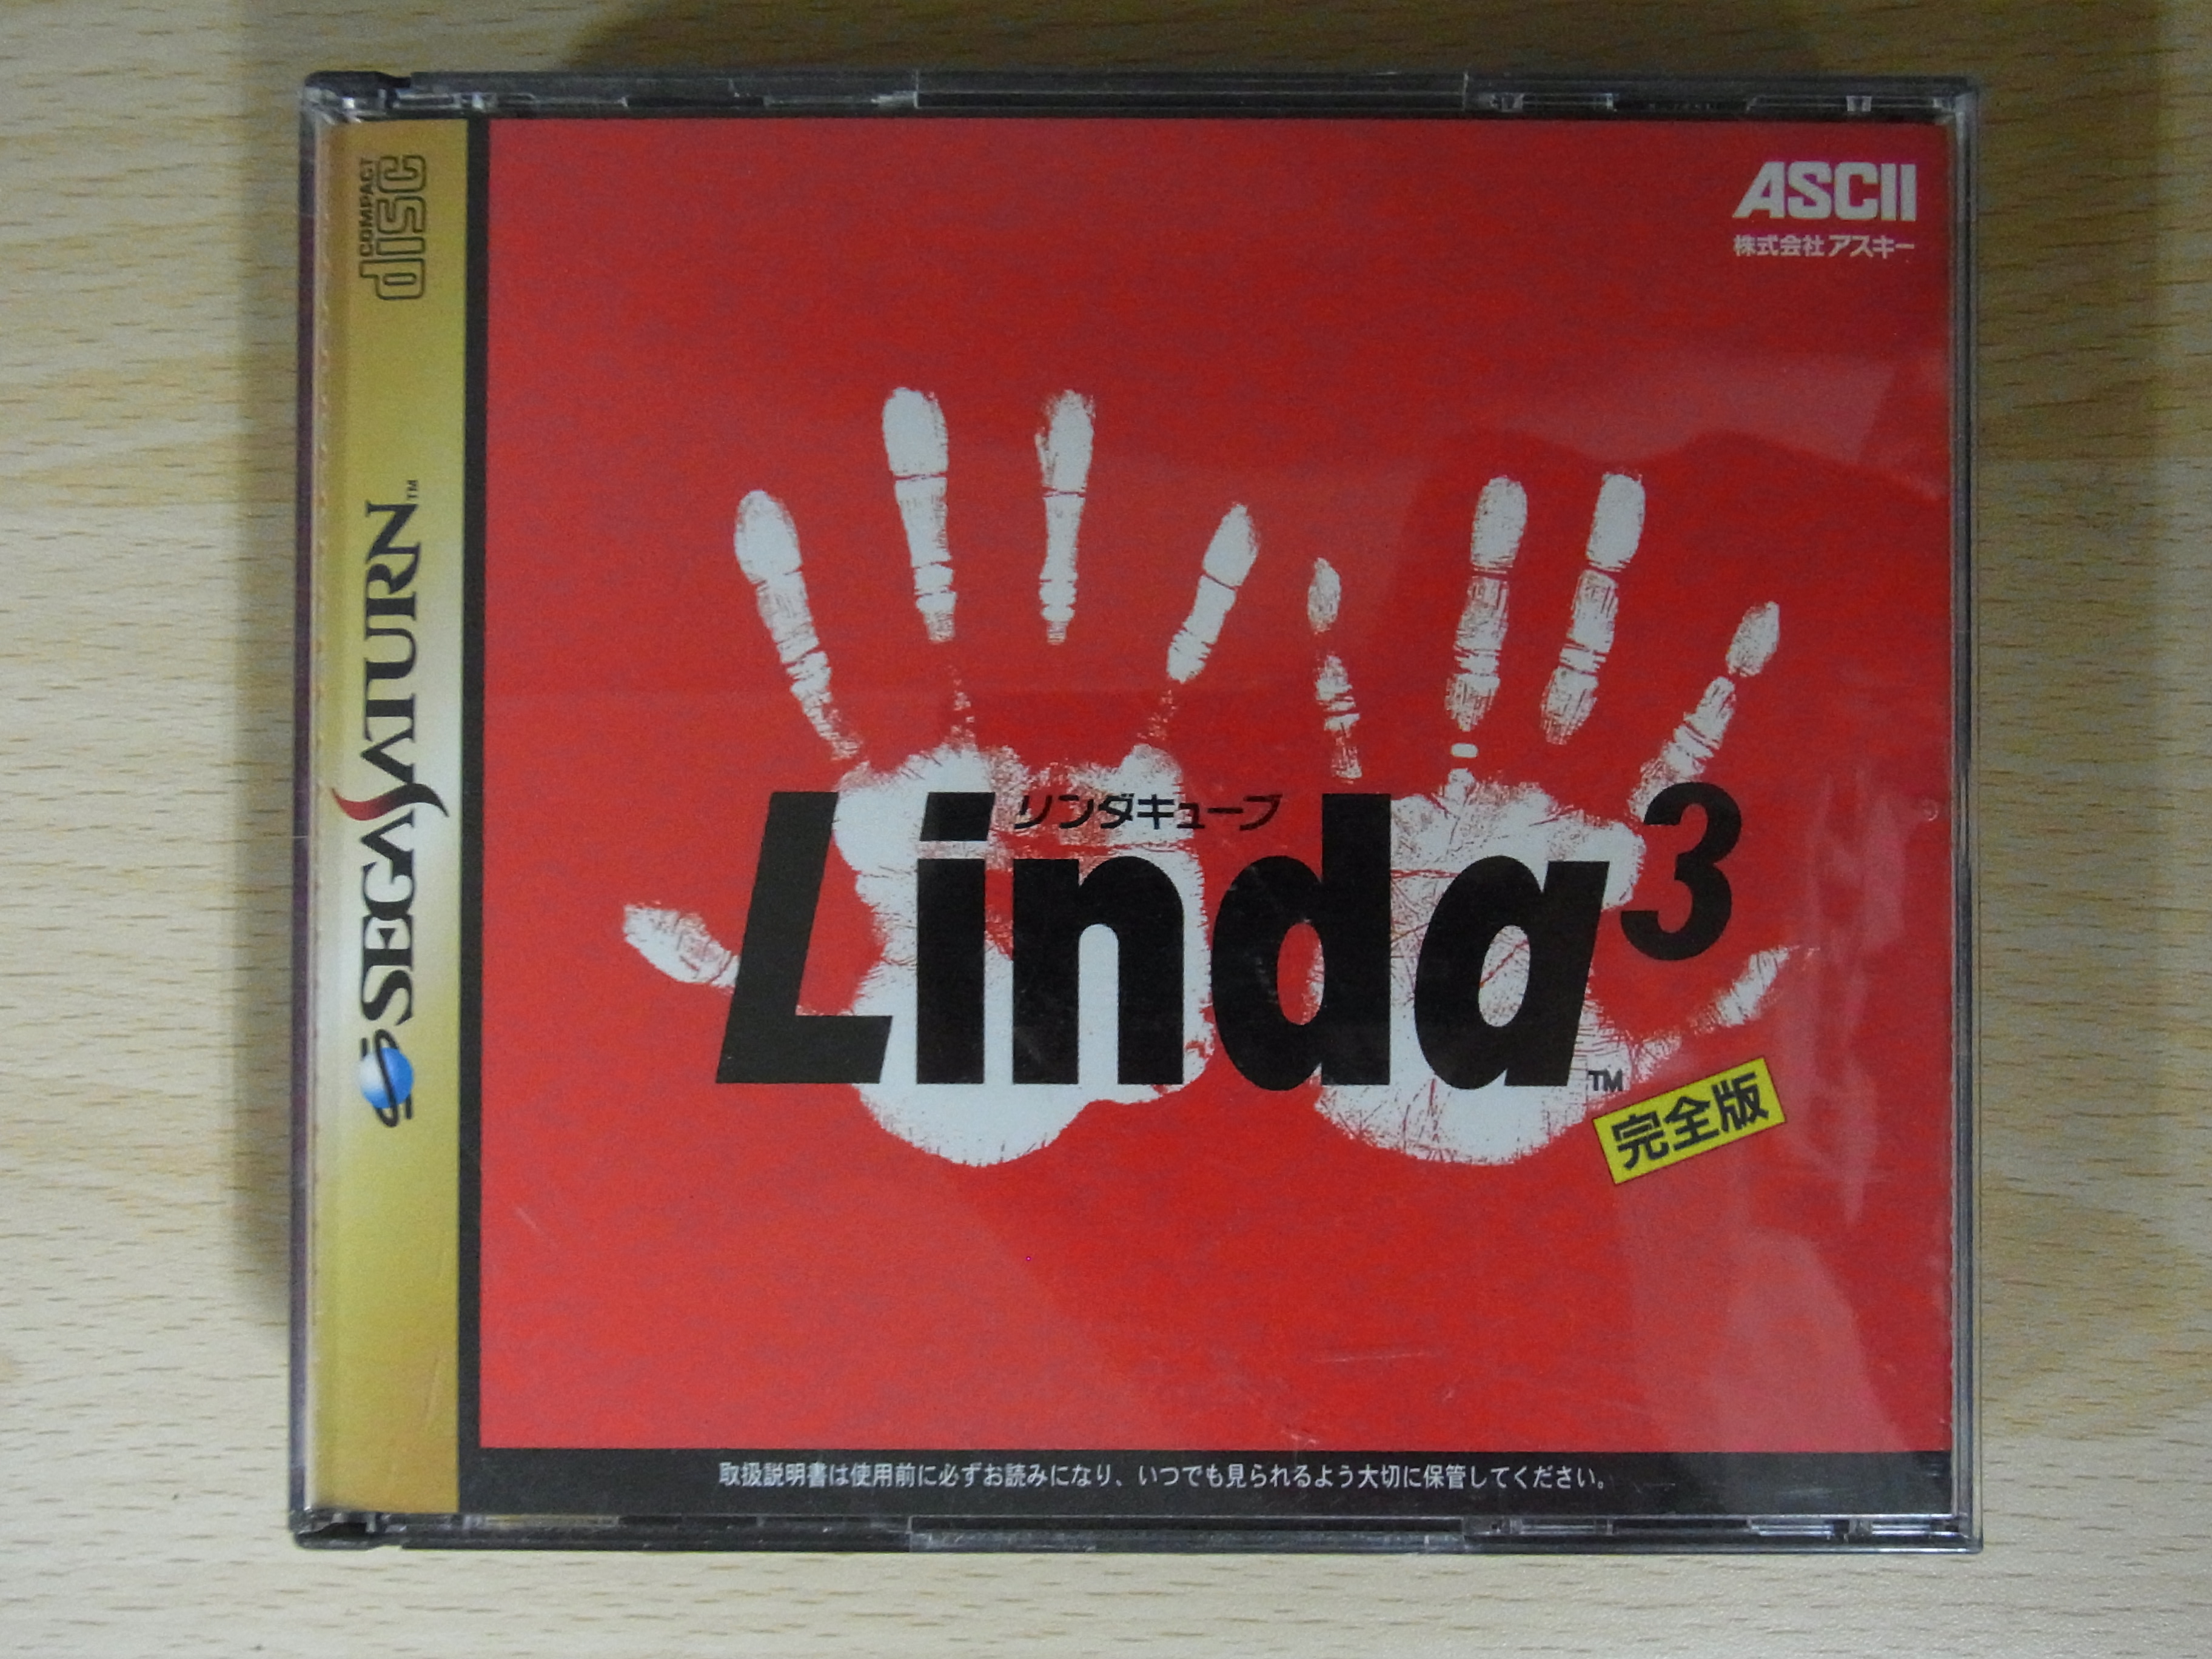 COMPACT
disc
SEGA SATURN™
ASCII
株式会社アスキー
リンダキューブ
Linda³™
完全版
取扱説明書は使用前に必ずお読みになり、いつでも見られるよう大切に保管してください。